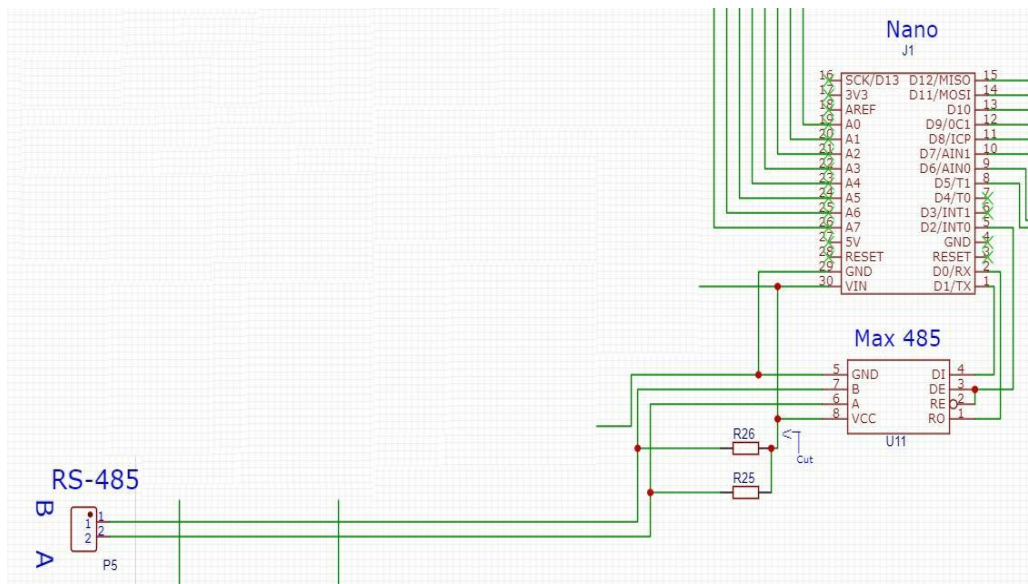 Nano
J1
16 SCK/D13 D12/MISO 15
17 3V3 D11/MOSI 14
18 AREF D10 13
19 A0 D9/0C1 12
20 A1 D8/ICP 11
21 A2 D7/AIN1 10
22 A3 D6/AIN0 9
23 A4 D5/T1 8
24 A5 D4/T0 7
25 A6 D3/INT1 6
26 A7 D2/INT0 5
27 5V GND 4
28 RESET RESET 3
29 GND D0/RX 2
30 VIN D1/TX 1
Max 485
5 GND DI 4
7 B DE 3
6 A RE 2
8 VCC RO 1
U11
R26
Cut
R25
RS-485
B
1 1
2 2
A
P5